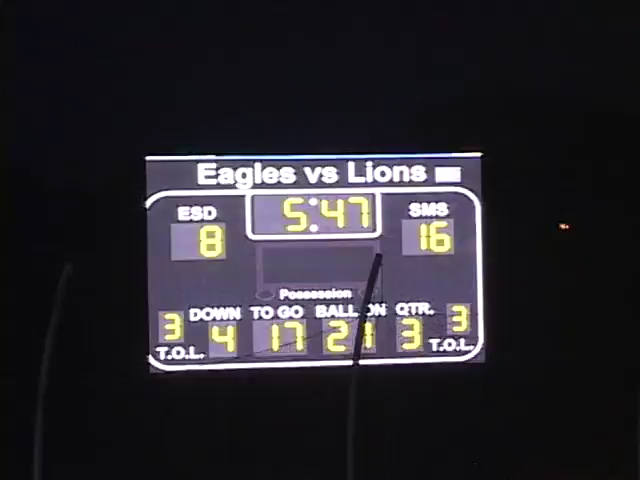 Eagles vs Lions
ESD 5:47 SMS
8 16
Possession
DOWN TO GO BALL ON QTR.
3 4 17 21 3 3
T.O.L. T.O.L.